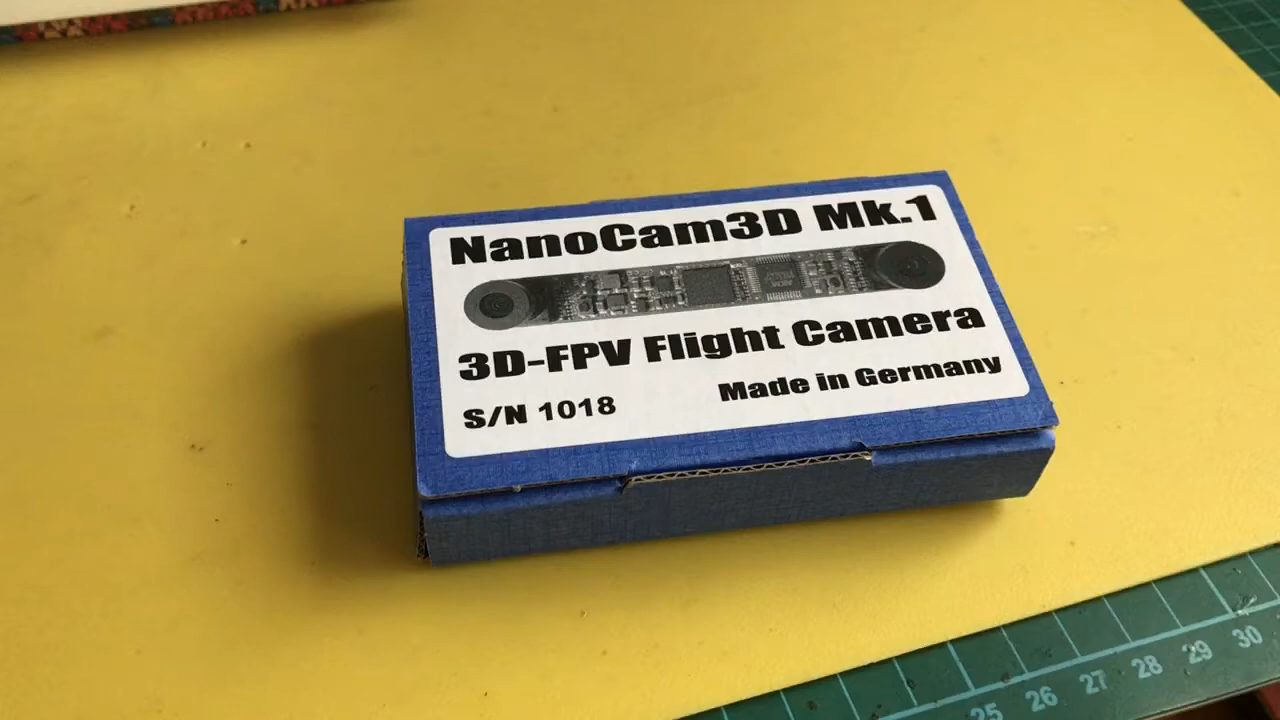 NanoCam3D Mk.1
3D-FPV Flight Camera
S/N 1018
Made in Germany
25 26 27 28 29 30